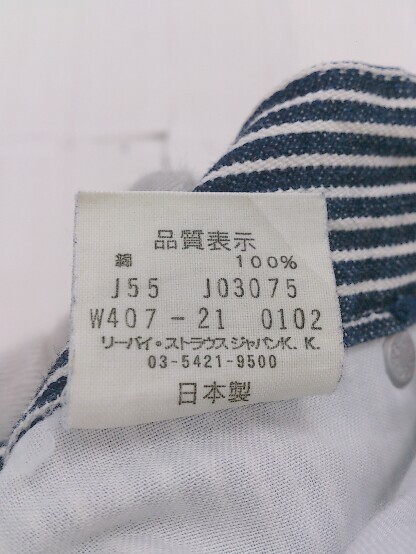 品質表示
綿 100%
J55 J03075
W407-21 0102
リーバイ・ストラウスジャパンK.K.
03-5421-9500
日本製